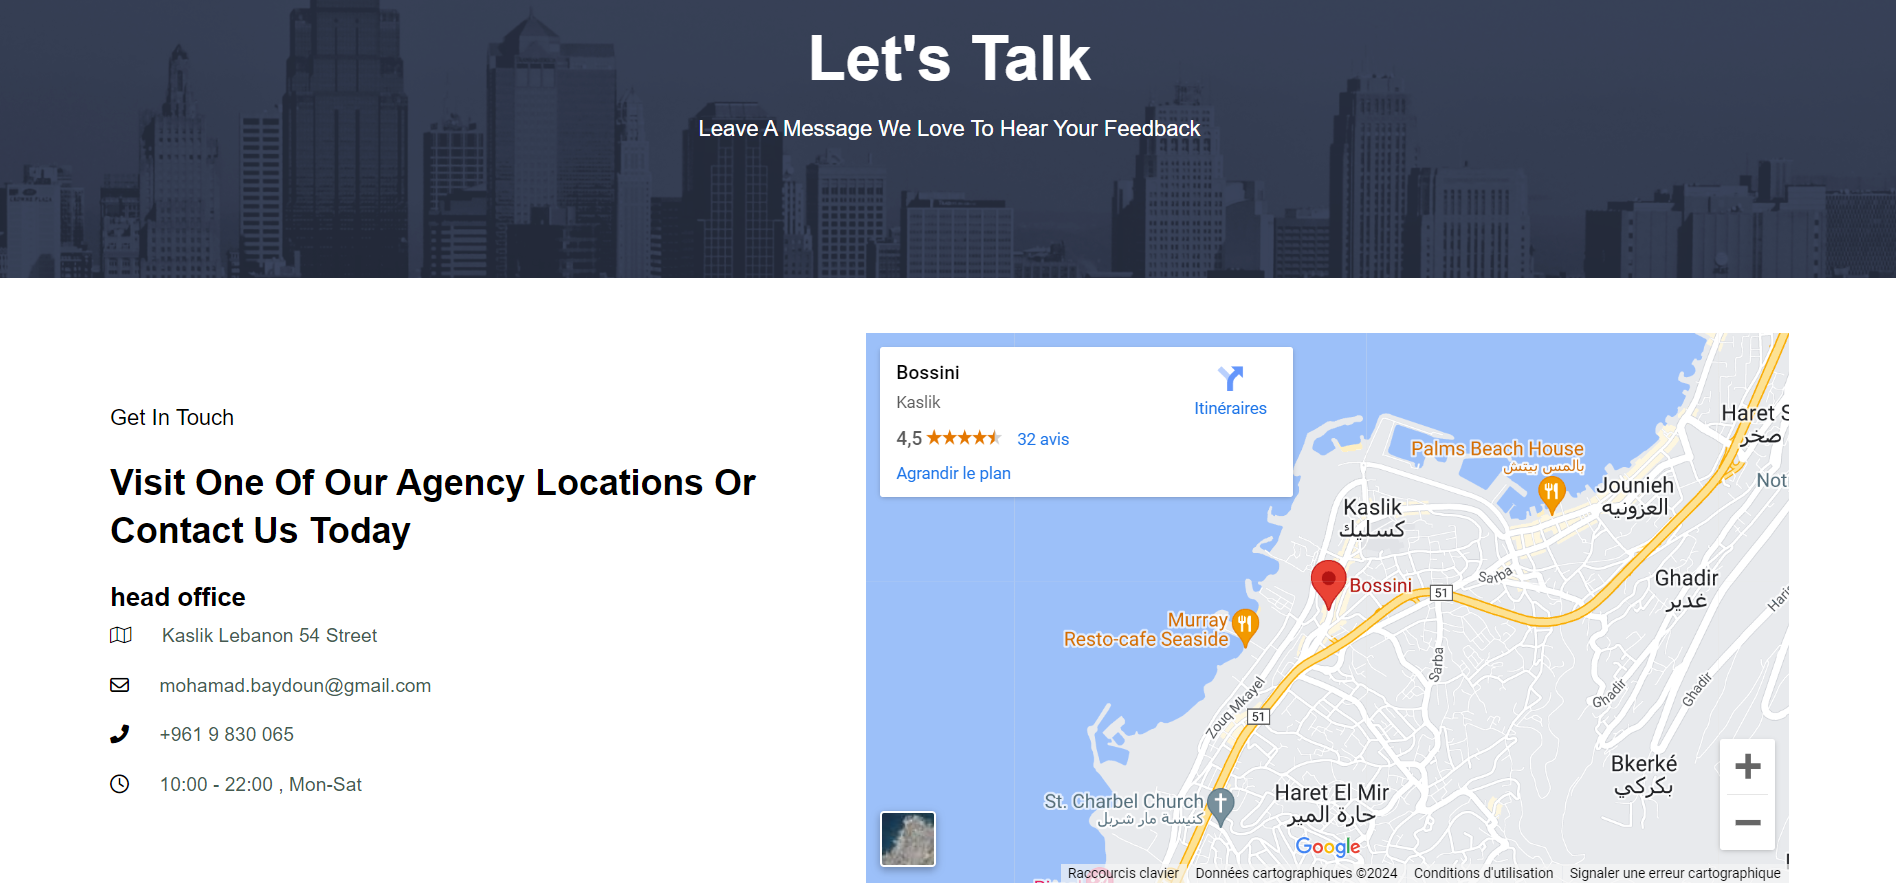 Let's Talk
Leave A Message We Love To Hear Your Feedback
Get In Touch
Visit One Of Our Agency Locations Or
Contact Us Today
head office
Kaslik Lebanon 54 Street
mohamad.baydoun@gmail.com
+961 9 830 065
10:00 - 22:00 , Mon-Sat
Bossini
Kaslik
Itinéraires
4,5
32 avis
Agrandir le plan
Haret S
صخر
Palms Beach House
بالمس بيتش
Jounieh
العزونيه
Kaslik
كسليك
Sarba
Ghadir
غدير
Bossini
51
Murray
Resto-cafe Seaside
Sarba
Zouq Mkayel
51
Ghadir
Ghadir
Bkerké
بكركي
St. Charbel Church
كنيسة مار شربل
Haret El Mir
حارة المير
Google
Raccourcis clavier
Données cartographiques ©2024
Conditions d'utilisation
Signaler une erreur cartographique